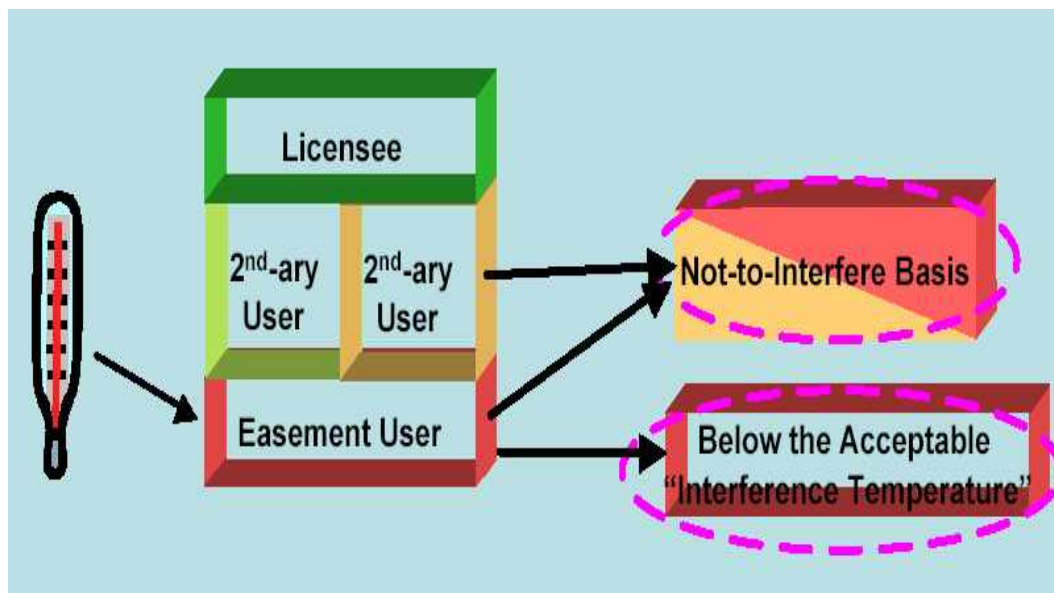 Licensee
2nd-ary
User
2nd-ary
User
Easement User
Not-to-Interfere Basis
Below the Acceptable
“Interference Temperature”